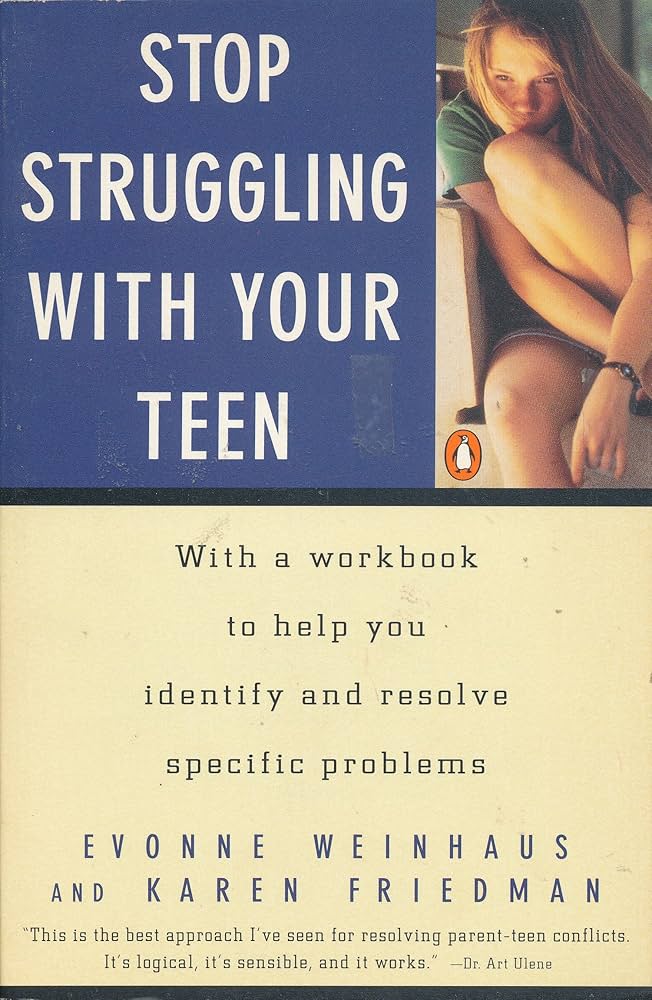 STOP
STRUGGLING
WITH YOUR
TEEN
With a workbook
to help you
identify and resolve
specific problems
EVONNE WEINHAUS
AND KAREN FRIEDMAN
"This is the best approach I've seen for resolving parent-teen conflicts.
It's logical, it's sensible, and it works." —Dr. Art Ulene